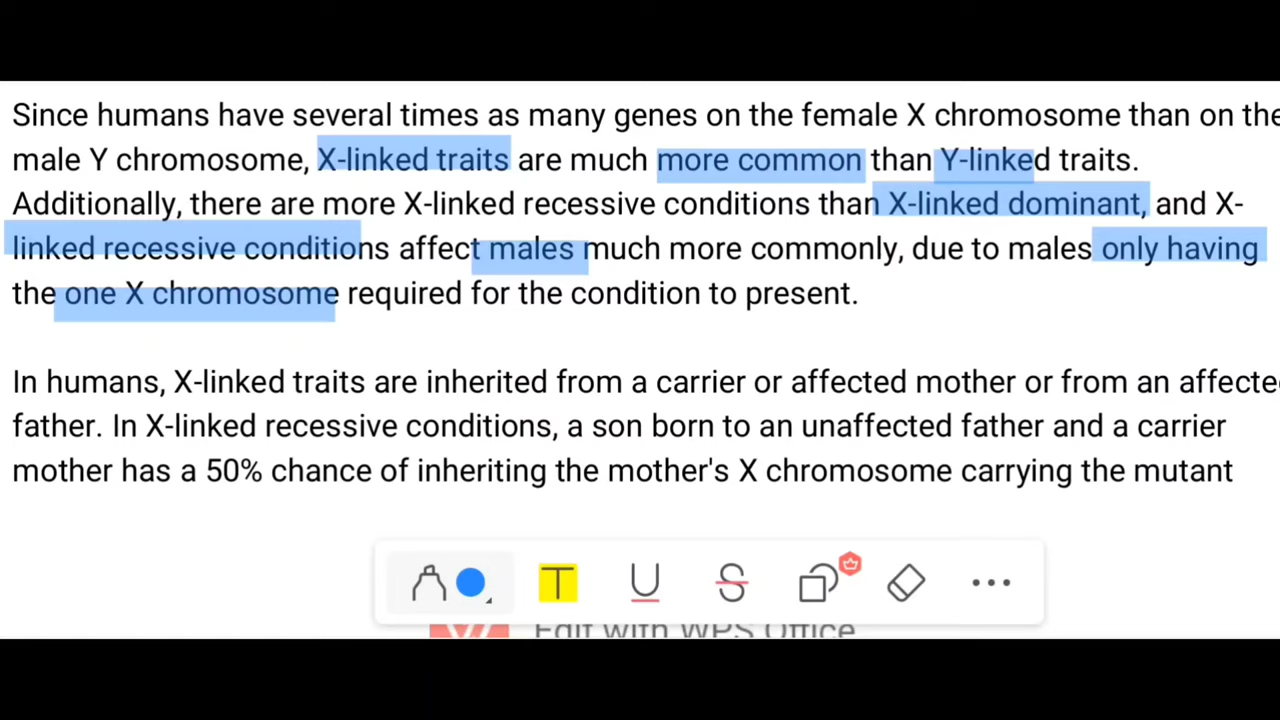 Since humans have several times as many genes on the female X chromosome than on the
male Y chromosome, X-linked traits are much more common than Y-linked traits.
Additionally, there are more X-linked recessive conditions than X-linked dominant, and X-
linked recessive conditions affect males much more commonly, due to males only having
the one X chromosome required for the condition to present.
In humans, X-linked traits are inherited from a carrier or affected mother or from an affected
father. In X-linked recessive conditions, a son born to an unaffected father and a carrier
mother has a 50% chance of inheriting the mother's X chromosome carrying the mutant
T U S
Edit with WPS Office